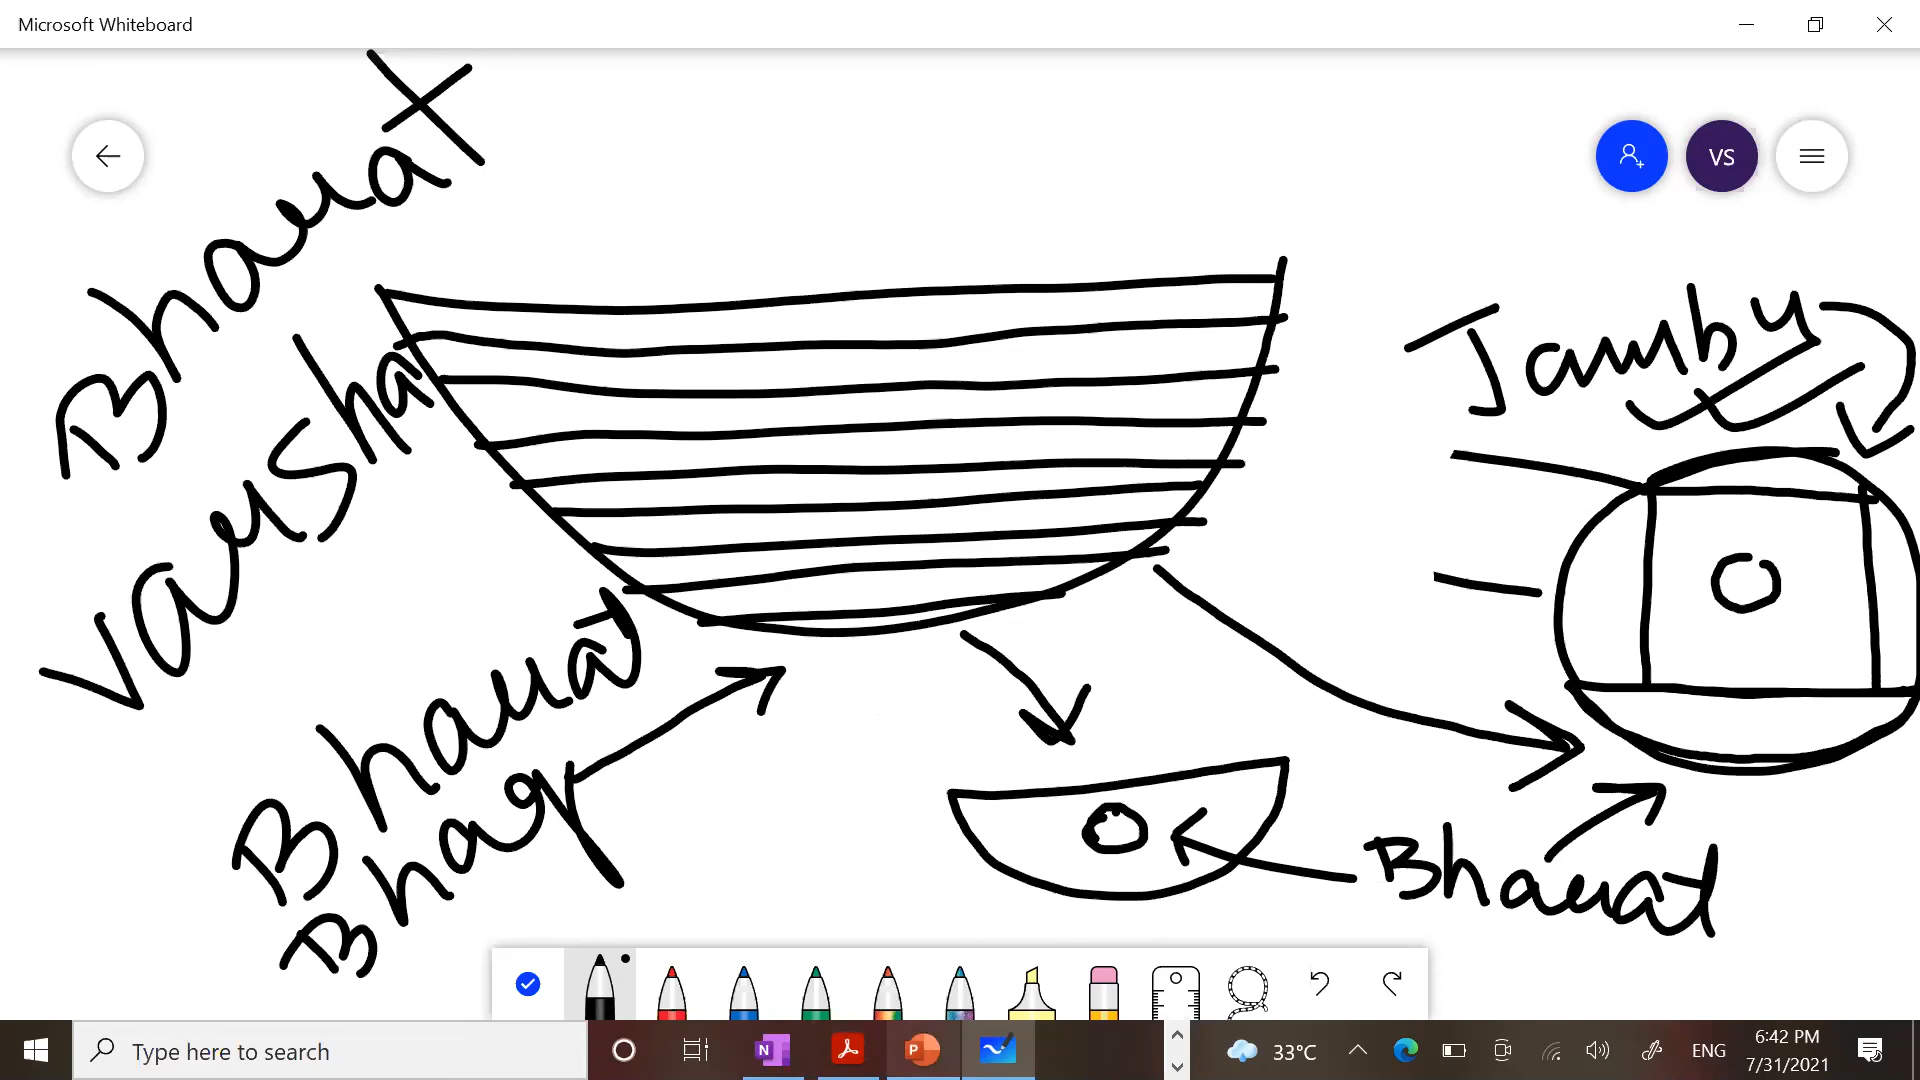 Microsoft Whiteboard
VS
Bharat
Varsha
Jamby
Bharat
Bhag
Bharat
Type here to search
33°C
ENG
6:42 PM
7/31/2021